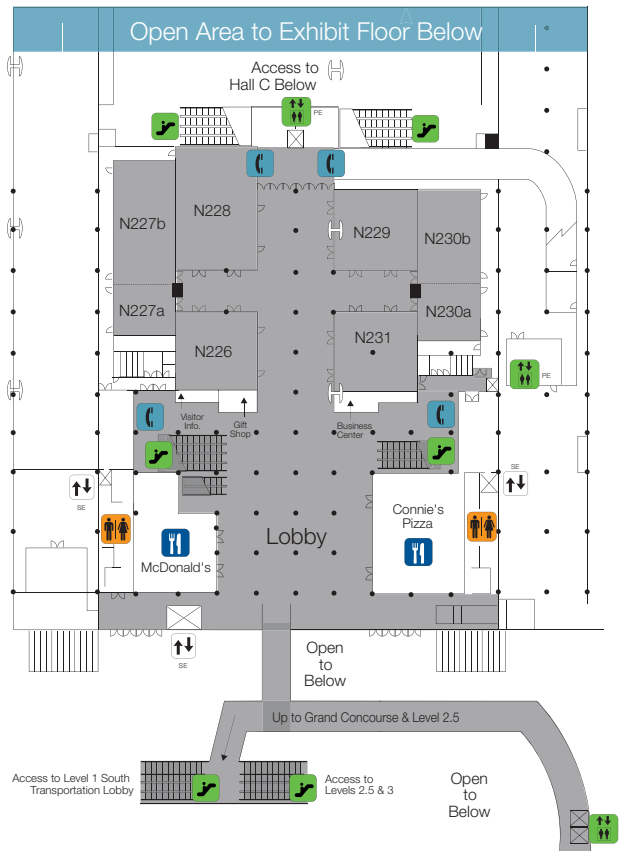 Open Area to Exhibit Floor Below
Access to
Hall C Below
PE
N227b
N228
N229
N230b
N227a
N230a
N226
N231
PE
Visitor
Info.
Gift
Shop
Business
Center
SE
SE
Connie's
Pizza
Lobby
McDonald's
SE
Open
to
Below
Up to Grand Concourse & Level 2.5
Access to Level 1 South
Transportation Lobby
Access to
Levels 2.5 & 3
Open
to
Below